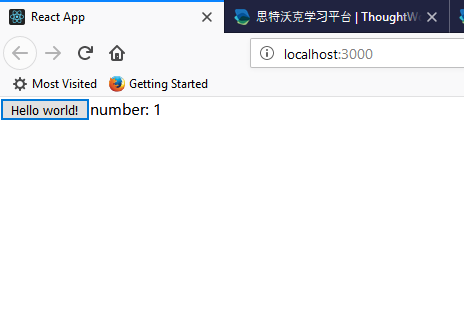 React App
思特沃克学习平台 | ThoughtW
localhost:3000
Most Visited
Getting Started
Hello world!
number: 1